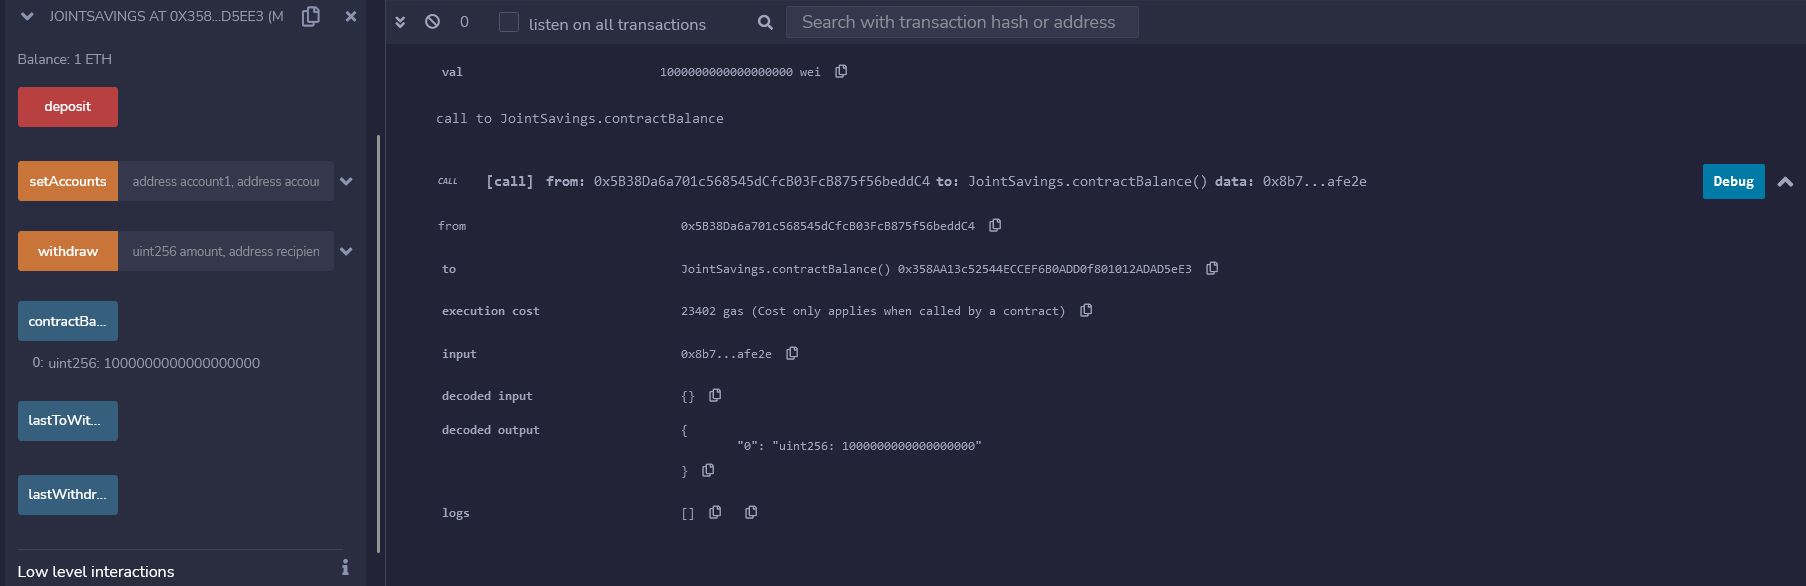 JOINTSAVINGS AT 0X358...D5EE3 (M
Balance: 1 ETH
deposit
setAccounts address account1, address accour
withdraw uint256 amount, address recipien
contractBa...
0: uint256: 1000000000000000000
lastToWit...
lastWithdr...
Low level interactions
0 listen on all transactions Search with transaction hash or address
val 1000000000000000000 wei
call to JointSavings.contractBalance
CALL [call] from: 0x5B38Da6a701c568545dCfcB03FcB875f56beddC4 to: JointSavings.contractBalance() data: 0x8b7...afe2e Debug
from 0x5B38Da6a701c568545dCfcB03FcB875f56beddC4
to JointSavings.contractBalance() 0x358AA13c52544ECCEF6B0ADD0f801012ADAD5eE3
execution cost 23402 gas (Cost only applies when called by a contract)
input 0x8b7...afe2e
decoded input {}
decoded output {
"0": "uint256: 1000000000000000000"
}
logs []